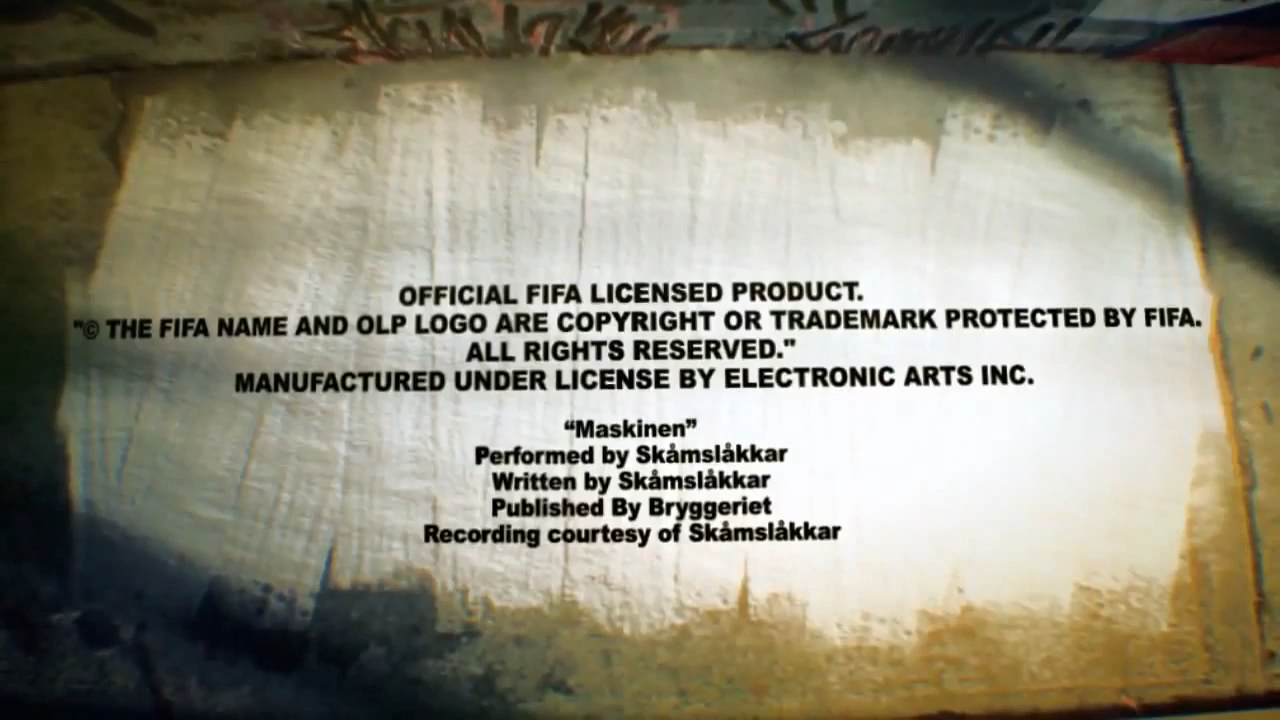 OFFICIAL FIFA LICENSED PRODUCT.
"© THE FIFA NAME AND OLP LOGO ARE COPYRIGHT OR TRADEMARK PROTECTED BY FIFA.
ALL RIGHTS RESERVED."
MANUFACTURED UNDER LICENSE BY ELECTRONIC ARTS INC.
“Maskinen”
Performed by Skåmslåkkar
Written by Skåmslåkkar
Published By Bryggeriet
Recording courtesy of Skåmslåkkar